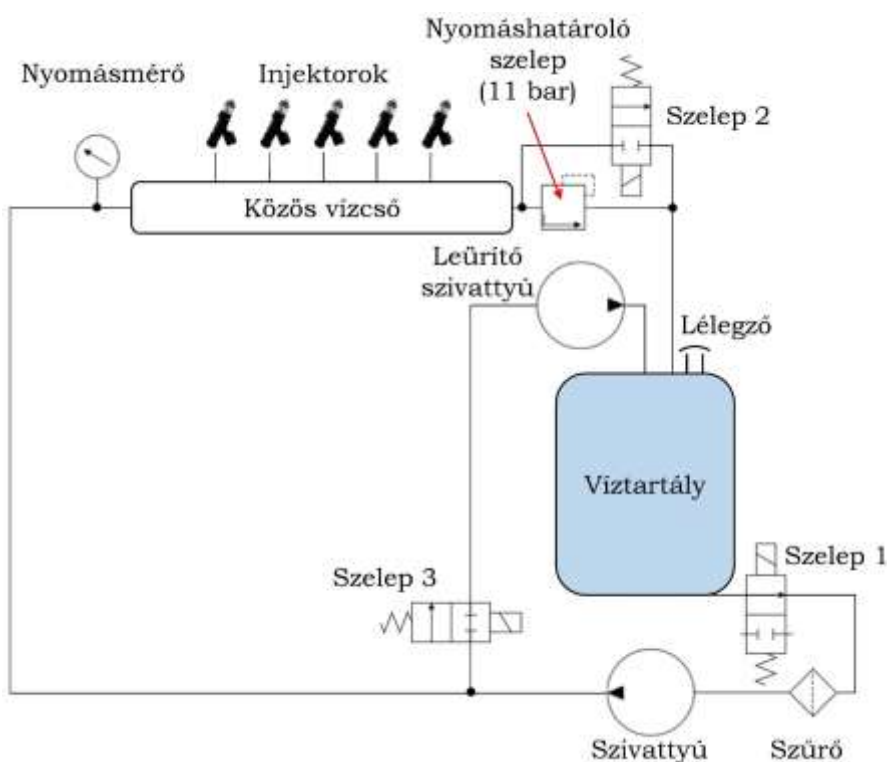 Nyomáshatároló
szelep
(11 bar)
Nyomásmérő
Injektorok
Szelep 2
Közös vízcső
Leürítő
szivattyú
Lélegző
Víztartály
Szelep 1
Szelep 3
Szivattyú
Szűrő